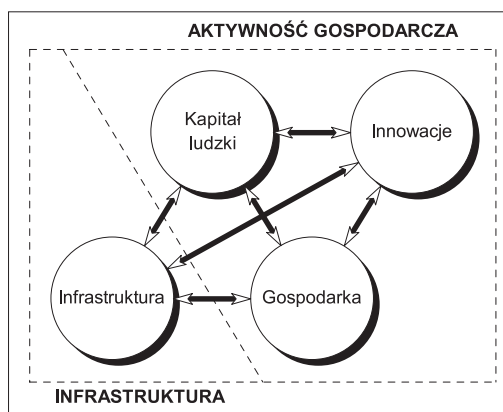 AKTYWNOŚĆ GOSPODARCZA
Kapitał
ludzki
Innowacje
Infrastruktura
Gospodarka
INFRASTRUKTURA